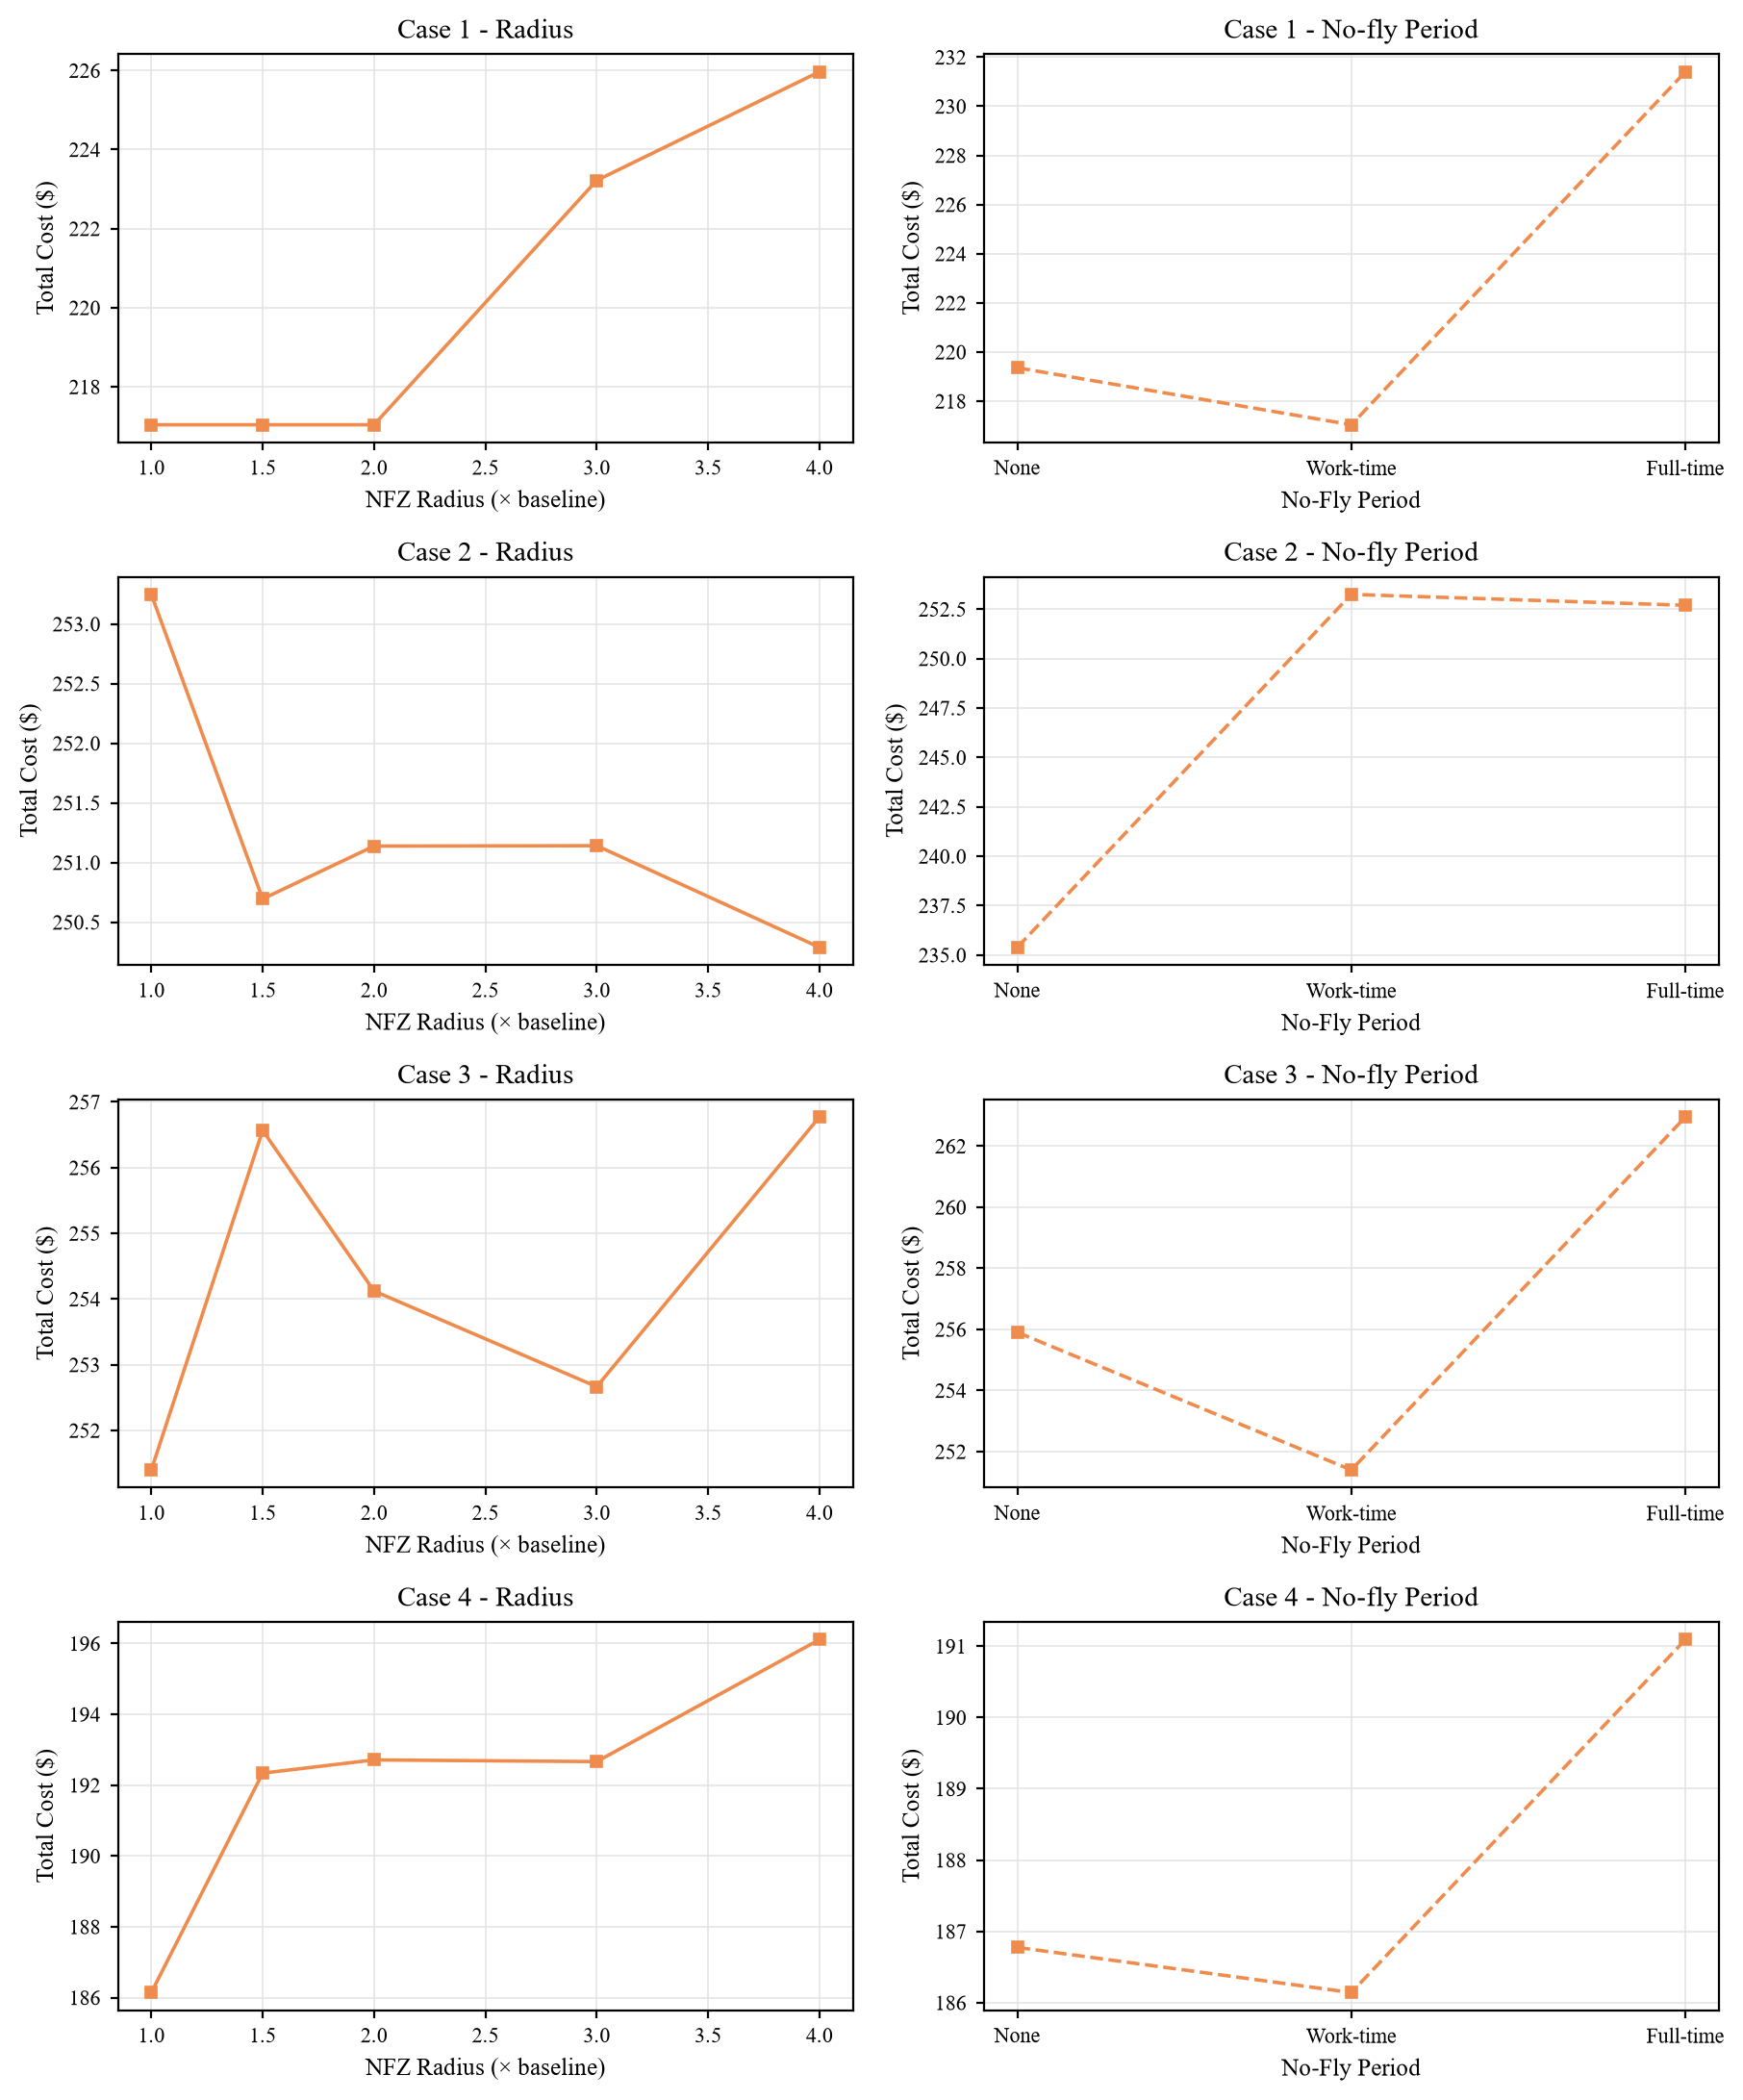 Case 1 - Radius
226
224
222
220
218
Total Cost ($)
1.0 1.5 2.0 2.5 3.0 3.5 4.0
NFZ Radius (× baseline)
Case 1 - No-fly Period
232
230
228
226
224
222
220
218
Total Cost ($)
None Work-time Full-time
No-Fly Period
Case 2 - Radius
253.0
252.5
252.0
251.5
251.0
250.5
Total Cost ($)
1.0 1.5 2.0 2.5 3.0 3.5 4.0
NFZ Radius (× baseline)
Case 2 - No-fly Period
252.5
250.0
247.5
245.0
242.5
240.0
237.5
235.0
Total Cost ($)
None Work-time Full-time
No-Fly Period
Case 3 - Radius
257
256
255
254
253
252
Total Cost ($)
1.0 1.5 2.0 2.5 3.0 3.5 4.0
NFZ Radius (× baseline)
Case 3 - No-fly Period
262
260
258
256
254
252
Total Cost ($)
None Work-time Full-time
No-Fly Period
Case 4 - Radius
196
194
192
190
188
186
Total Cost ($)
1.0 1.5 2.0 2.5 3.0 3.5 4.0
NFZ Radius (× baseline)
Case 4 - No-fly Period
191
190
189
188
187
186
Total Cost ($)
None Work-time Full-time
No-Fly Period